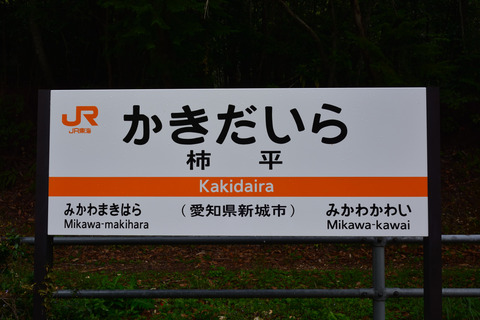 JR
JR東海
かきだいら
柿平
Kakidaira
みかわまきはら
Mikawa-makihara
（愛知県新城市）
みかわかわい
Mikawa-kawai